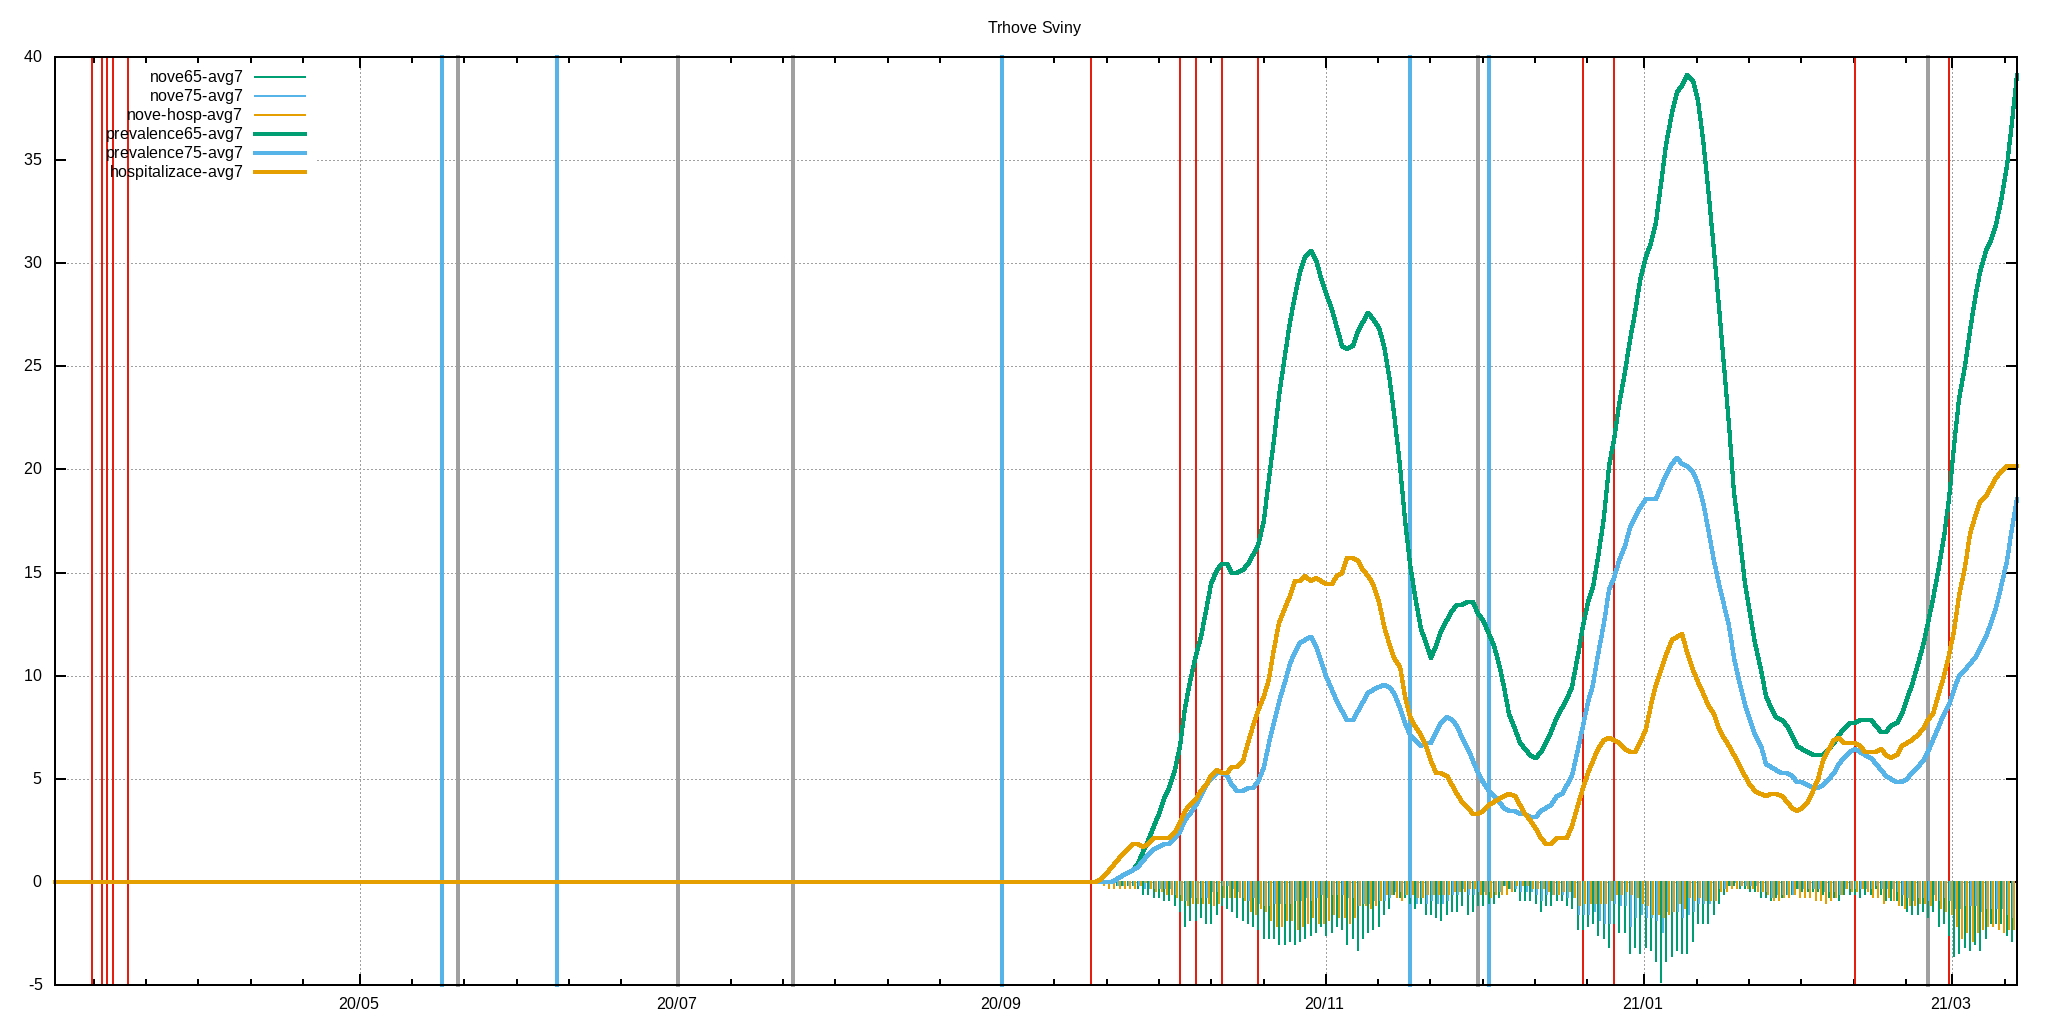 Trhove Sviny
40
nove65-avg7
nove75-avg7
nove-hosp-avg7
prevalence65-avg7
prevalence75-avg7
hospitalizace-avg7
35
30
25
20
15
10
5
0
-5
20/05
20/07
20/09
20/11
21/01
21/03